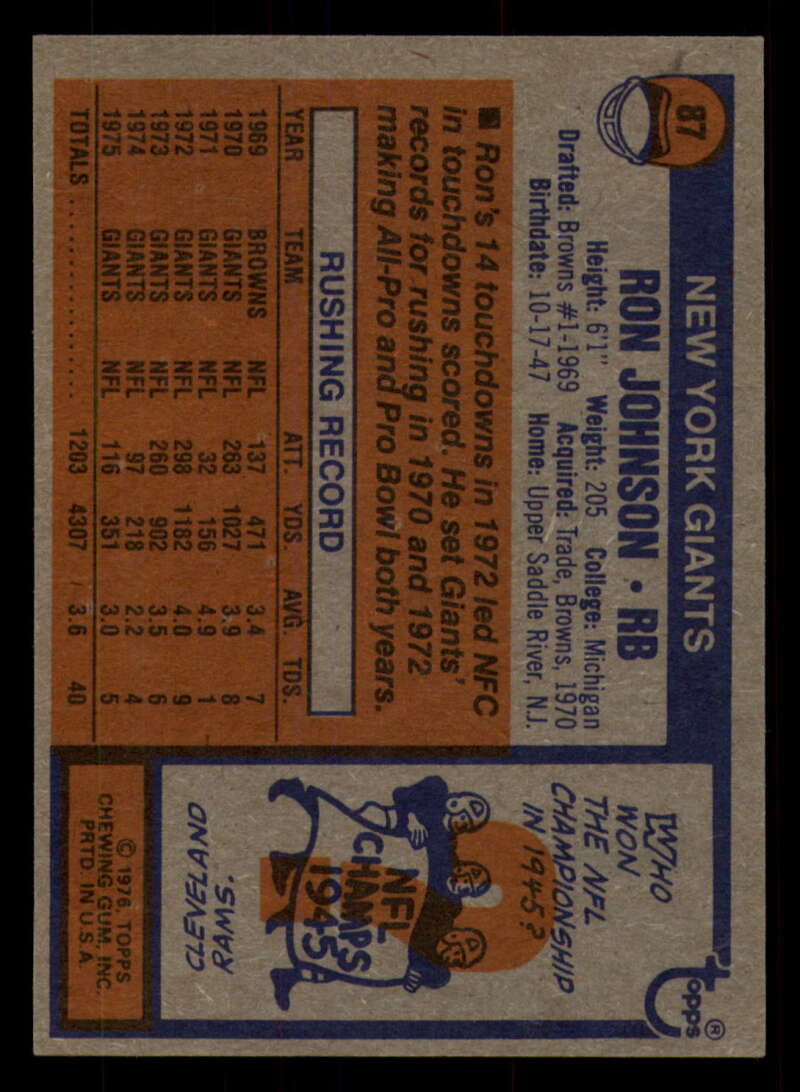 87
NEW YORK GIANTS
RON JOHNSON • RB
Height: 6'1" Weight: 205 College: Michigan
Drafted: Browns #1-1969 Acquired: Trade, Browns, 1970
Birthdate: 10-17-47 Home: Upper Saddle River, N.J.
■ Ron's 14 touchdowns in 1972 led NFC
in touchdowns scored. He set Giants'
records for rushing in 1970 and 1972
making All-Pro and Pro Bowl both years.
RUSHING RECORD
YEAR TEAM ATT. YDS. AVG. TDS.
1969 BROWNS NFL 137 471 3.4 7
1970 GIANTS NFL 263 1027 3.9 8
1971 GIANTS NFL 32 156 4.9 1
1972 GIANTS NFL 298 1182 4.0 9
1973 GIANTS NFL 260 902 3.5 6
1974 GIANTS NFL 97 218 2.2 4
1975 GIANTS NFL 116 351 3.0 5
TOTALS .................... 1203 4307 3.6 40
topps®
WHO
WON
THE NFL
CHAMPIONSHIP
IN 1945?
NFL
CHAMPS
1945
CLEVELAND
RAMS.
© 1976, TOPPS
CHEWING GUM, INC.
PRTD. IN U.S.A.